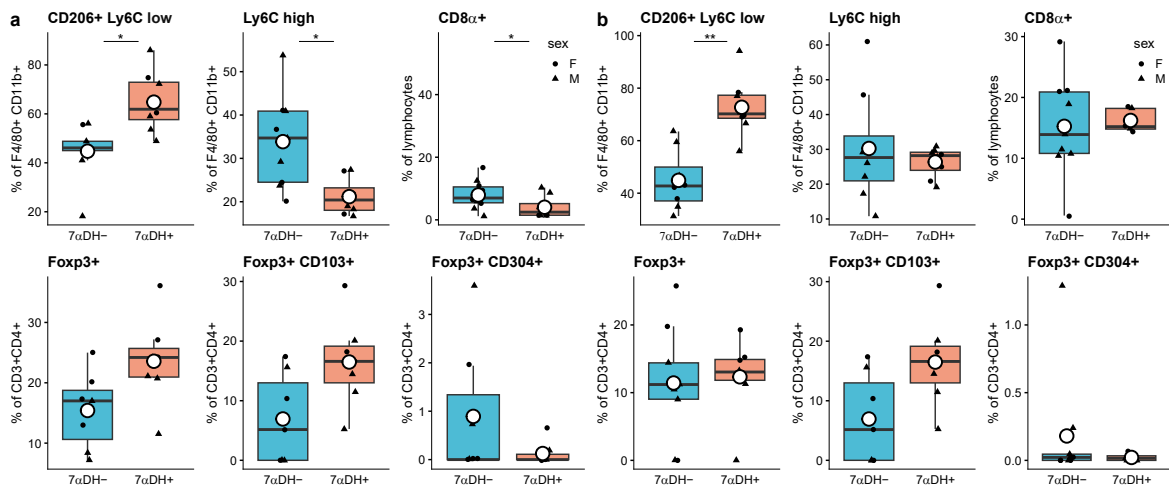 a
CD206+ Ly6C low
*
% of F4/80+ CD11b+
80
60
40
20
7αDH−
7αDH+
Ly6C high
*
% of F4/80+ CD11b+
50
40
30
20
7αDH−
7αDH+
CD8α+
*
sex
F
M
% of lymphocytes
40
20
0
7αDH−
7αDH+
b
CD206+ Ly6C low
**
% of F4/80+ CD11b+
100
80
60
40
7αDH−
7αDH+
Ly6C high
% of F4/80+ CD11b+
60
50
40
30
20
10
7αDH−
7αDH+
CD8α+
sex
F
M
% of lymphocytes
30
20
10
0
7αDH−
7αDH+
Foxp3+
% of CD3+CD4+
30
20
10
7αDH−
7αDH+
Foxp3+ CD103+
% of CD3+CD4+
30
20
10
0
7αDH−
7αDH+
Foxp3+ CD304+
% of CD3+CD4+
3
2
1
0
7αDH−
7αDH+
Foxp3+
% of CD3+CD4+
20
10
0
7αDH−
7αDH+
Foxp3+ CD103+
% of CD3+CD4+
30
20
10
0
7αDH−
7αDH+
Foxp3+ CD304+
% of CD3+CD4+
1.0
0.5
0.0
7αDH−
7αDH+